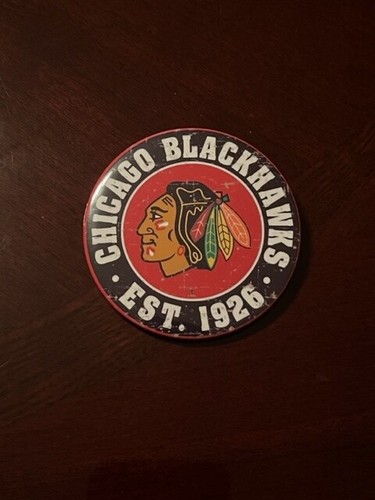 CHICAGO BLACKHAWKS
• EST. 1926 •